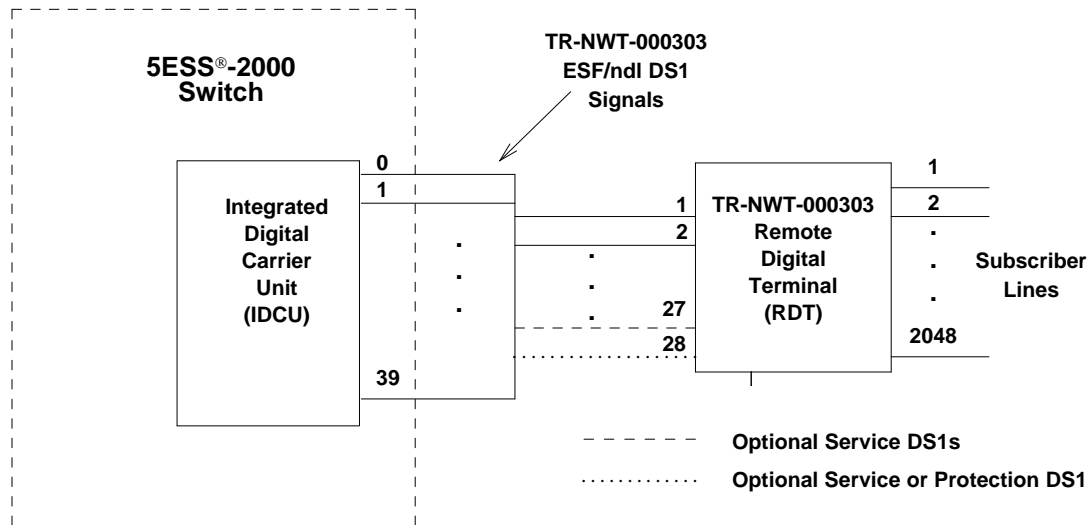 5ESS®-2000
Switch
TR-NWT-000303
ESF/ndl DS1
Signals
0
1
39
Integrated
Digital
Carrier
Unit
(IDCU)
1
2
27
28
TR-NWT-000303
Remote
Digital
Terminal
(RDT)
1
2
2048
Subscriber
Lines
Optional Service DS1s
Optional Service or Protection DS1